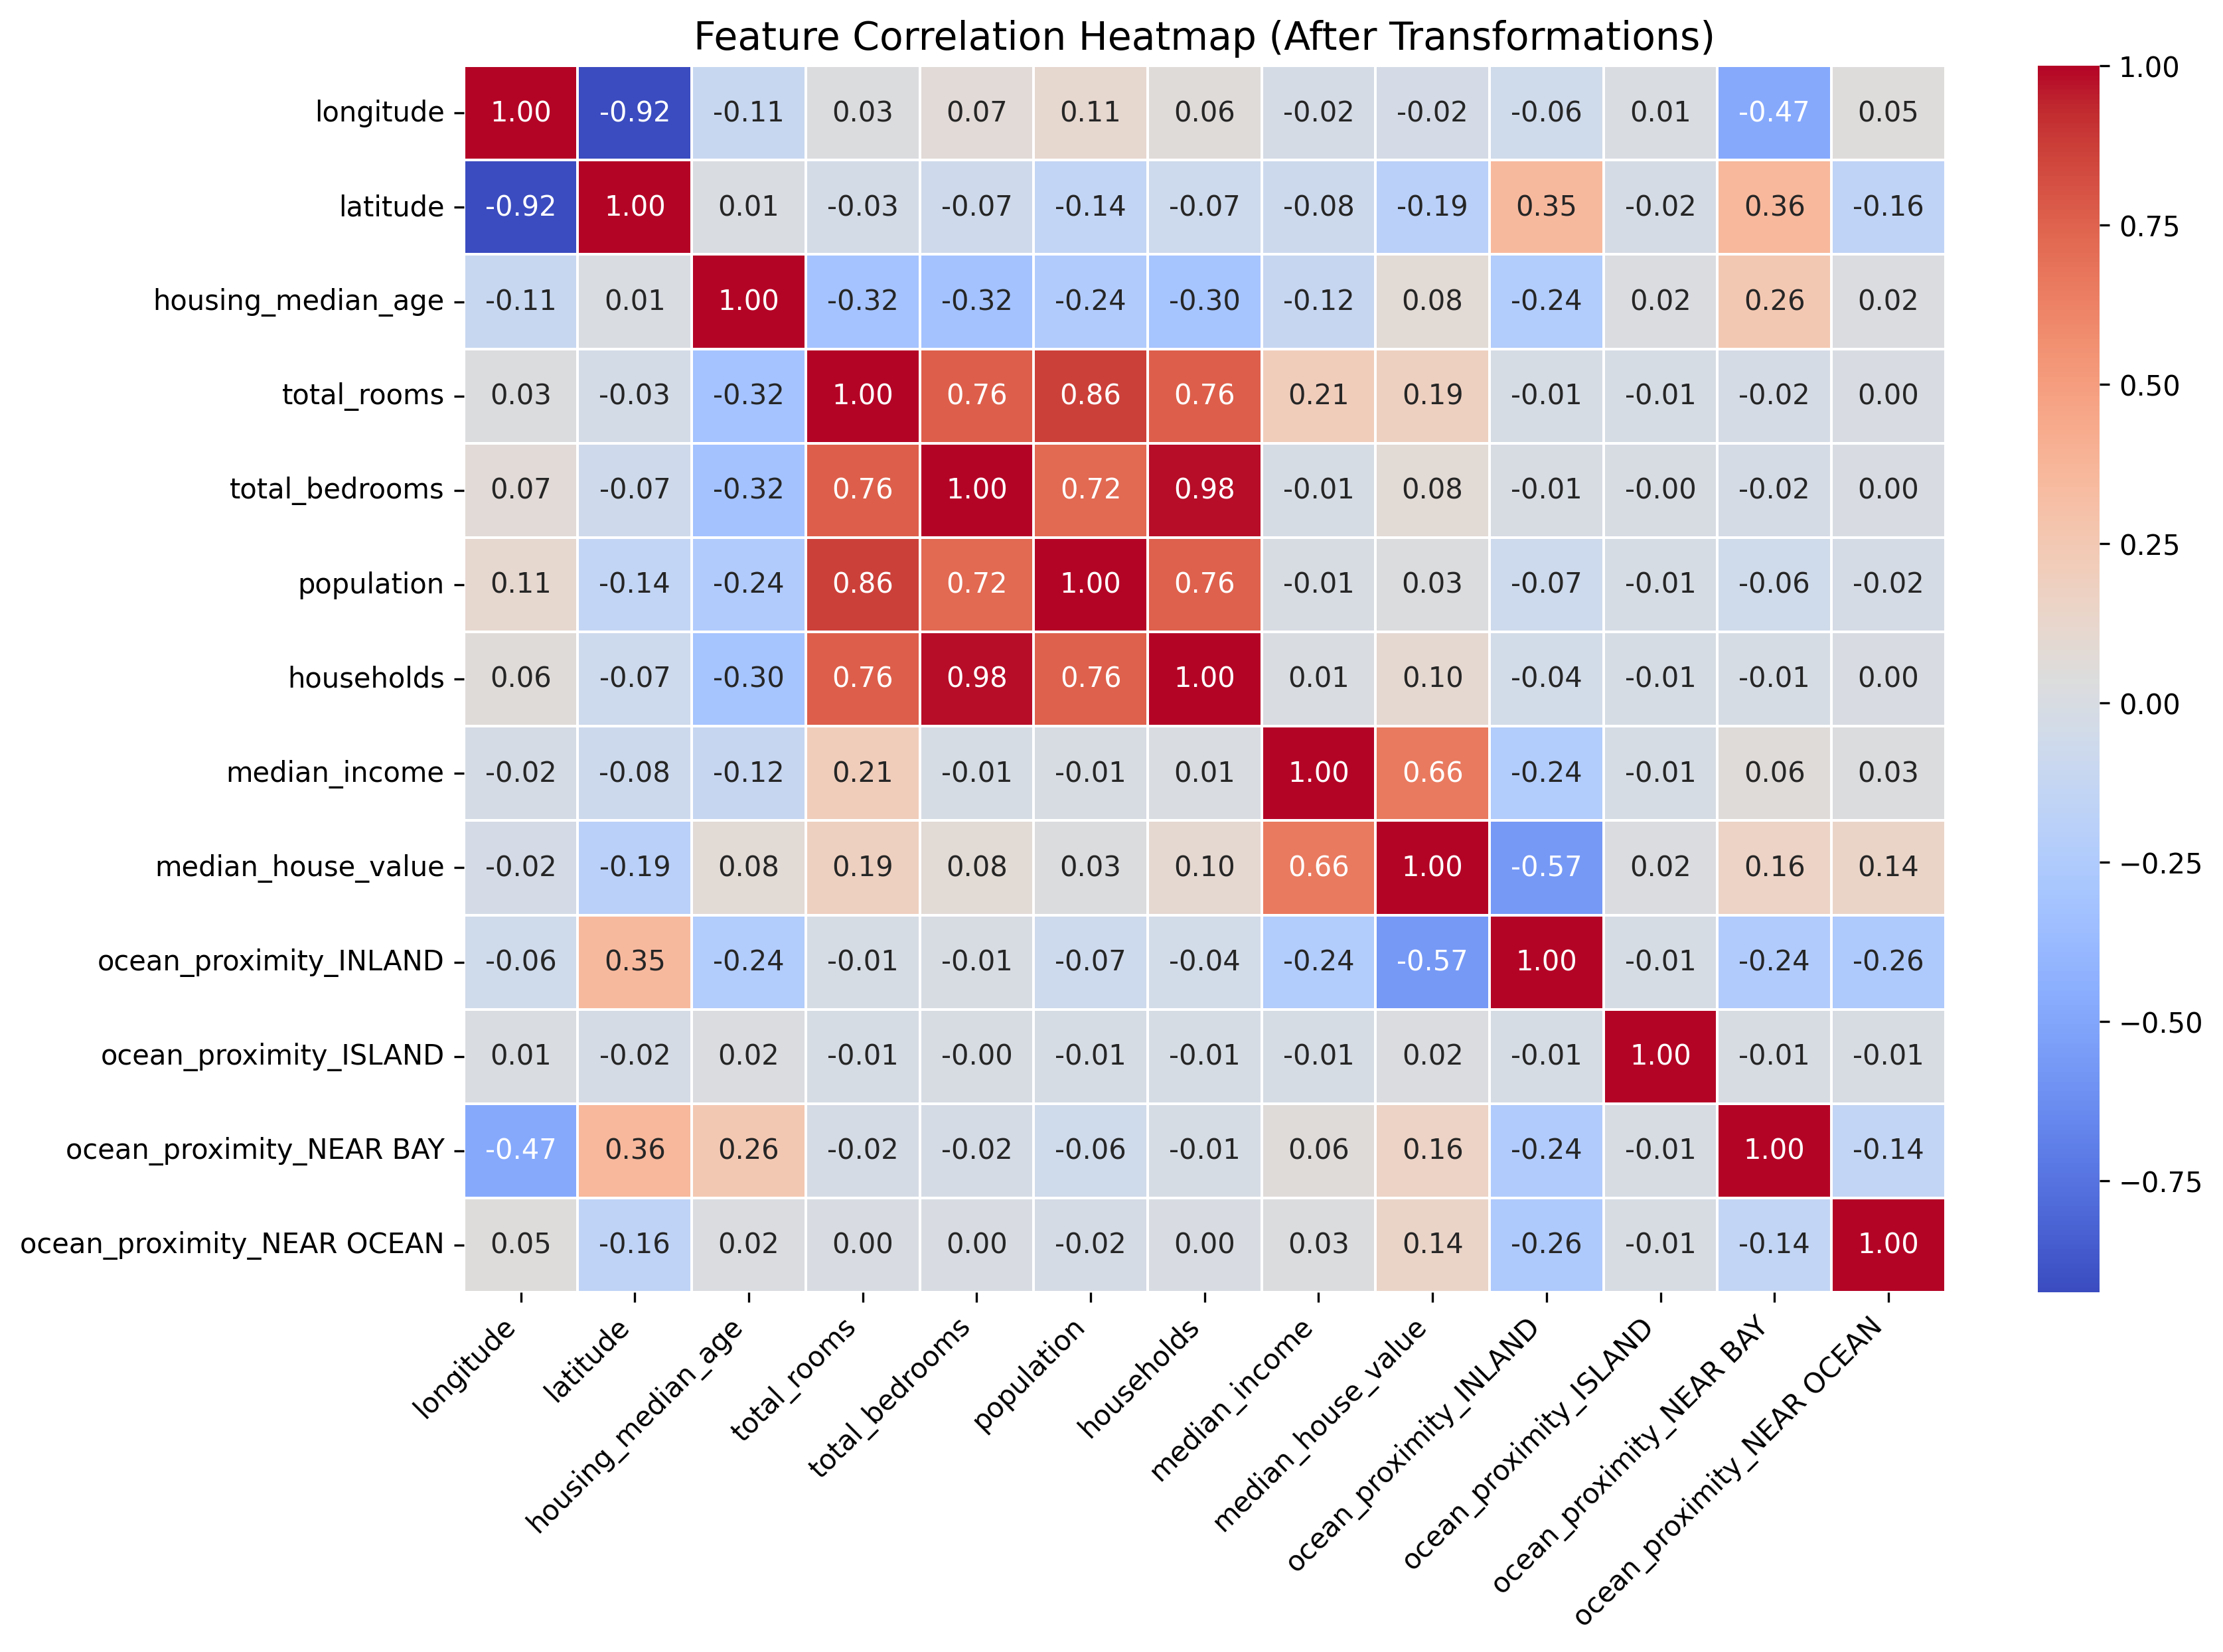 Feature Correlation Heatmap (After Transformations)
longitude 1.00 -0.92 -0.11 0.03 0.07 0.11 0.06 -0.02 -0.02 -0.06 0.01 -0.47 0.05
latitude -0.92 1.00 0.01 -0.03 -0.07 -0.14 -0.07 -0.08 -0.19 0.35 -0.02 0.36 -0.16
housing_median_age -0.11 0.01 1.00 -0.32 -0.32 -0.24 -0.30 -0.12 0.08 -0.24 0.02 0.26 0.02
total_rooms 0.03 -0.03 -0.32 1.00 0.76 0.86 0.76 0.21 0.19 -0.01 -0.01 -0.02 0.00
total_bedrooms 0.07 -0.07 -0.32 0.76 1.00 0.72 0.98 -0.01 0.08 -0.01 -0.00 -0.02 0.00
population 0.11 -0.14 -0.24 0.86 0.72 1.00 0.76 -0.01 0.03 -0.07 -0.01 -0.06 -0.02
households 0.06 -0.07 -0.30 0.76 0.98 0.76 1.00 0.01 0.10 -0.04 -0.01 -0.01 0.00
median_income -0.02 -0.08 -0.12 0.21 -0.01 -0.01 0.01 1.00 0.66 -0.24 -0.01 0.06 0.03
median_house_value -0.02 -0.19 0.08 0.19 0.08 0.03 0.10 0.66 1.00 -0.57 0.02 0.16 0.14
ocean_proximity_INLAND -0.06 0.35 -0.24 -0.01 -0.01 -0.07 -0.04 -0.24 -0.57 1.00 -0.01 -0.24 -0.26
ocean_proximity_ISLAND 0.01 -0.02 0.02 -0.01 -0.00 -0.01 -0.01 -0.01 0.02 -0.01 1.00 -0.01 -0.01
ocean_proximity_NEAR BAY -0.47 0.36 0.26 -0.02 -0.02 -0.06 -0.01 0.06 0.16 -0.24 -0.01 1.00 -0.14
ocean_proximity_NEAR OCEAN 0.05 -0.16 0.02 0.00 0.00 -0.02 0.00 0.03 0.14 -0.26 -0.01 -0.14 1.00
longitude
latitude
housing_median_age
total_rooms
total_bedrooms
population
households
median_income
median_house_value
ocean_proximity_INLAND
ocean_proximity_ISLAND
ocean_proximity_NEAR BAY
ocean_proximity_NEAR OCEAN
1.00
0.75
0.50
0.25
0.00
−0.25
−0.50
−0.75